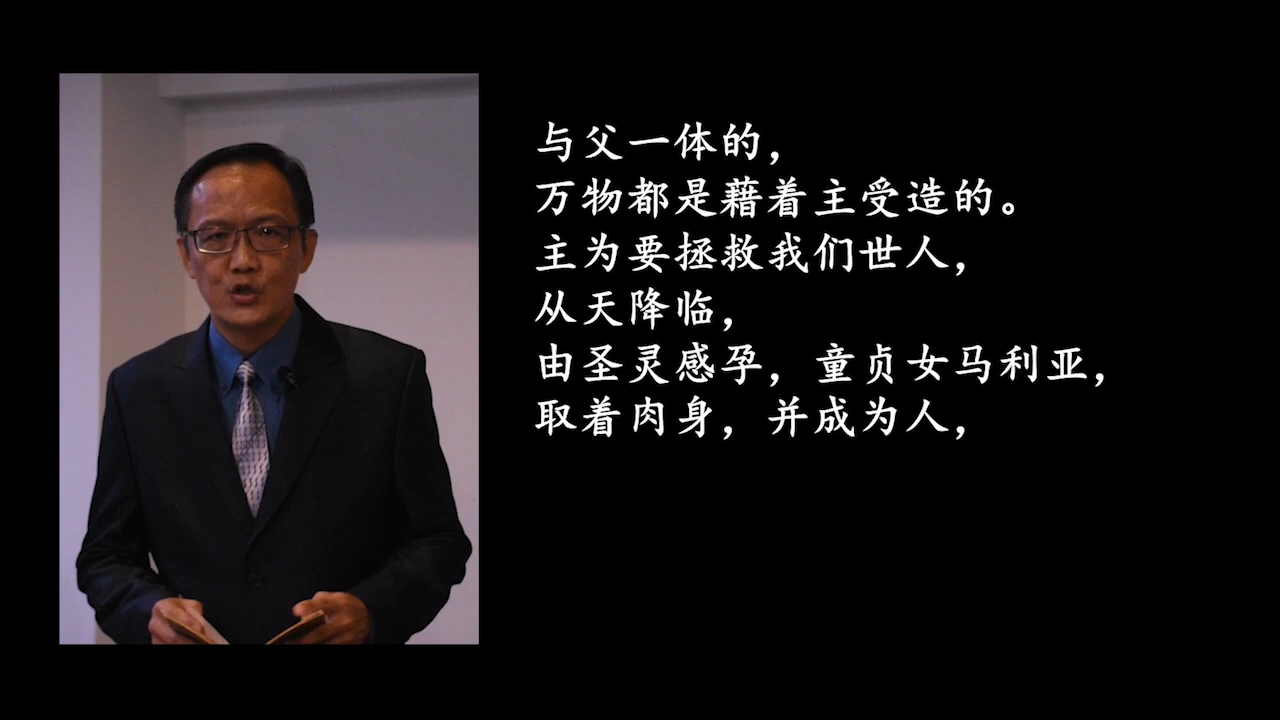 与父一体的，
万物都是藉着主受造的。
主为要拯救我们世人，
从天降临，
由圣灵感孕，童贞女马利亚，
取着肉身，并成为人，